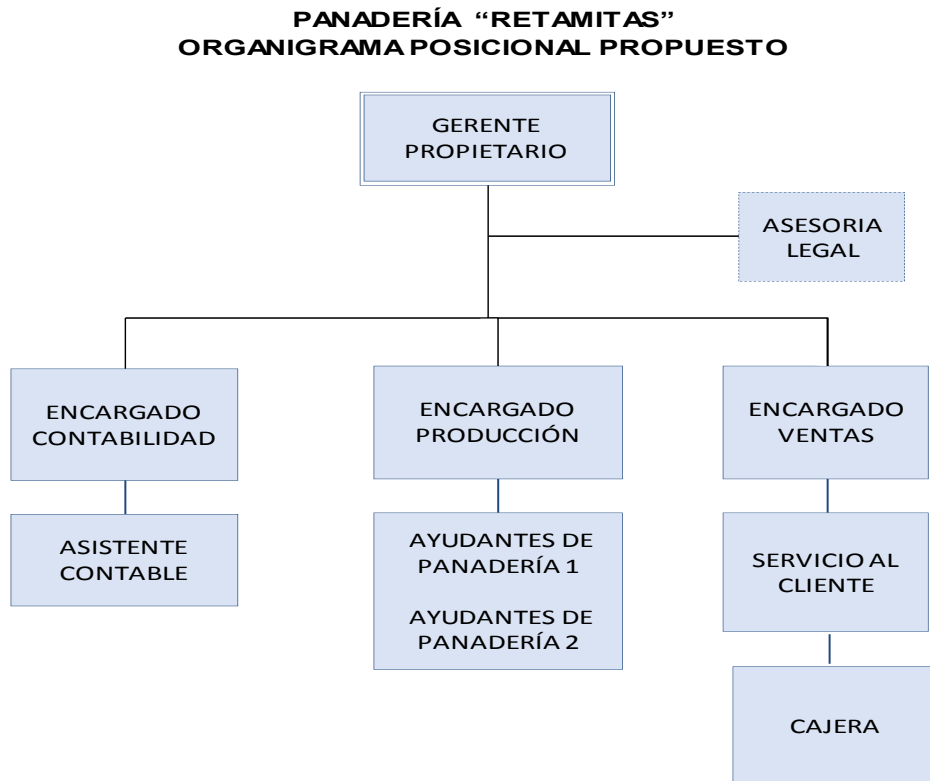 PANADERÍA “RETAMITAS”
ORGANIGRAMA POSICIONAL PROPUESTO
GERENTE
PROPIETARIO
ASESORIA
LEGAL
ENCARGADO
CONTABILIDAD
ENCARGADO
PRODUCCIÓN
ENCARGADO
VENTAS
ASISTENTE
CONTABLE
AYUDANTES DE
PANADERÍA 1
AYUDANTES DE
PANADERÍA 2
SERVICIO AL
CLIENTE
CAJERA